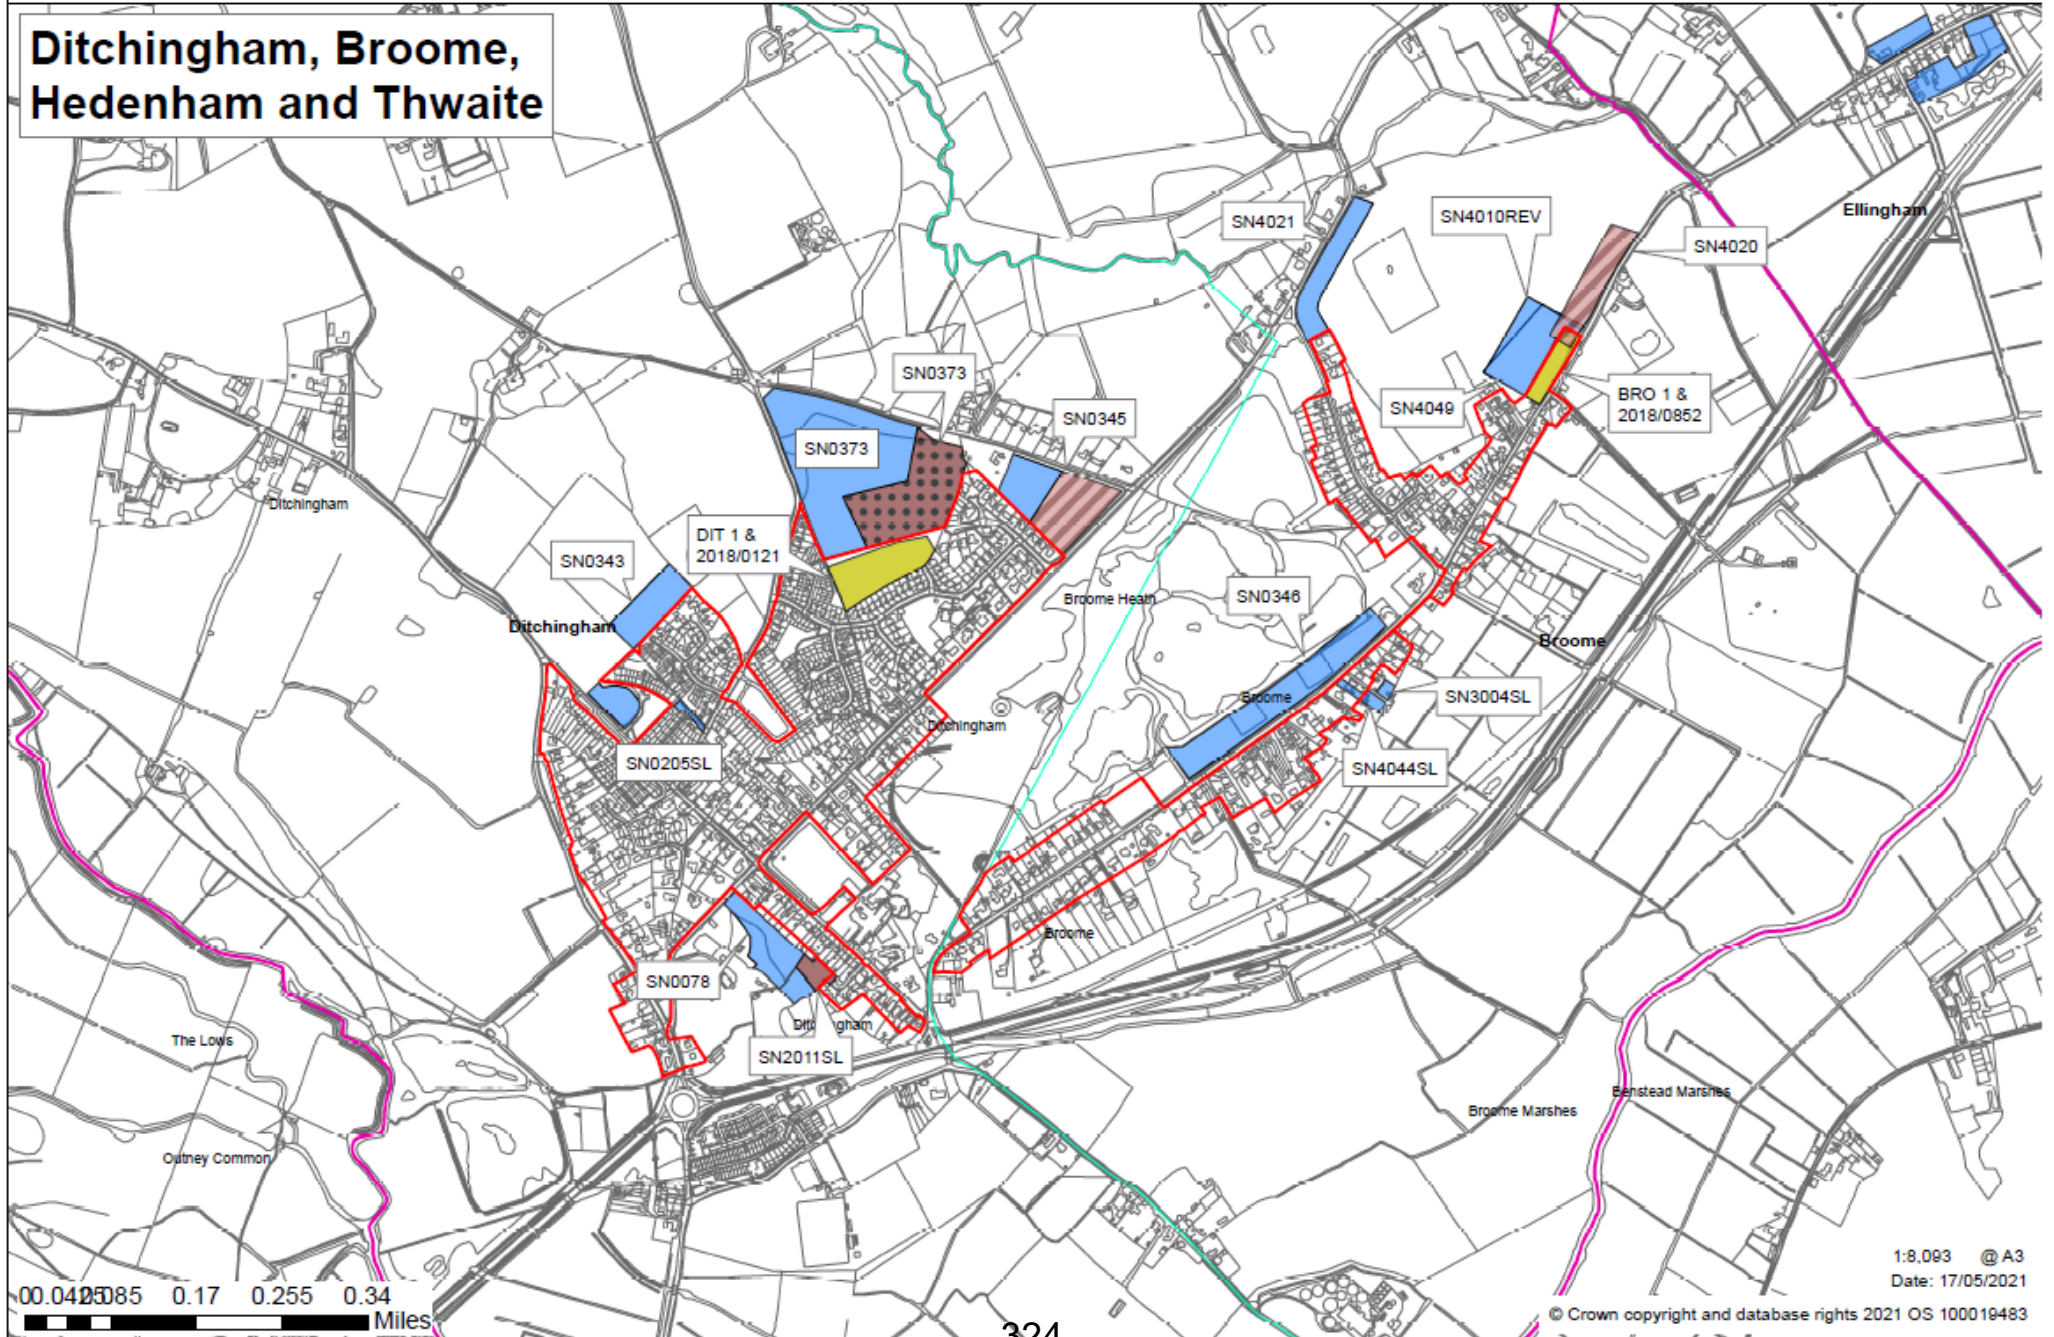 Ditchingham, Broome,
Hedenham and Thwaite
SN4021
SN4010REV
Ellingham
SN4020
SN0373
SN0345
SN4049
BRO 1 &
2018/0852
SN0373
Ditchingham
DIT 1 &
2018/0121
SN0343
Broome Heath
SN0346
Ditchingham
Broome
Broome
SN3004SL
Ditchingham
SN0205SL
SN4044SL
Broome
SN0078
Ditchingham
The Lows
SN2011SL
Benstead Marshes
Broome Marshes
Outney Common
0.17 0.255 0.34
Miles
1:8,093 @ A3
Date: 17/05/2021
© Crown copyright and database rights 2021 OS 100019483
324